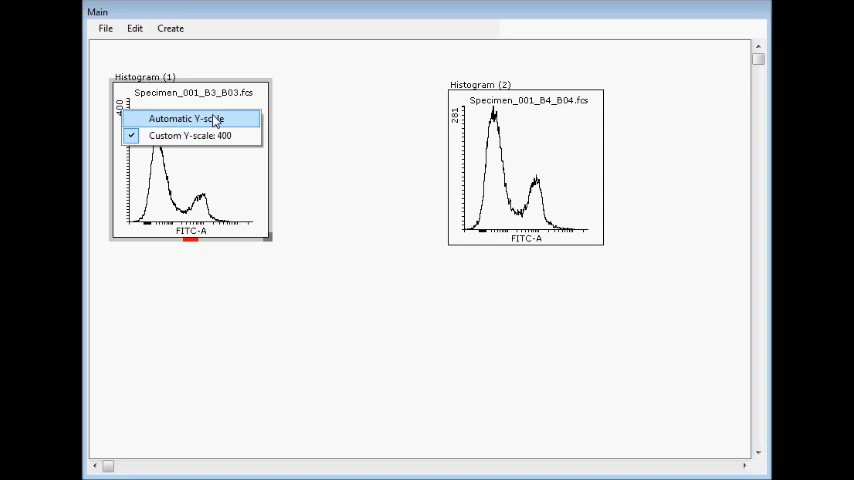 Main
File Edit Create
Histogram (1)
Specimen_001_B3_B03.fcs
400
Automatic Y-scale
Custom Y-scale: 400
FITC-A
Histogram (2)
Specimen_001_B4_B04.fcs
281
FITC-A